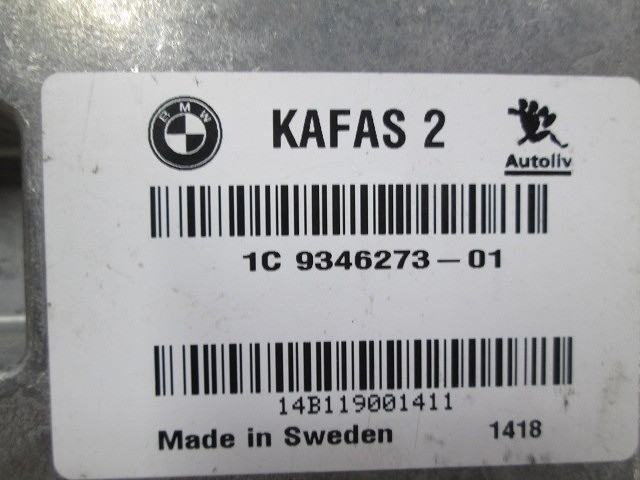 BMW KAFAS 2
Autoliv
1C 9346273-01
14B119001411
Made in Sweden 1418